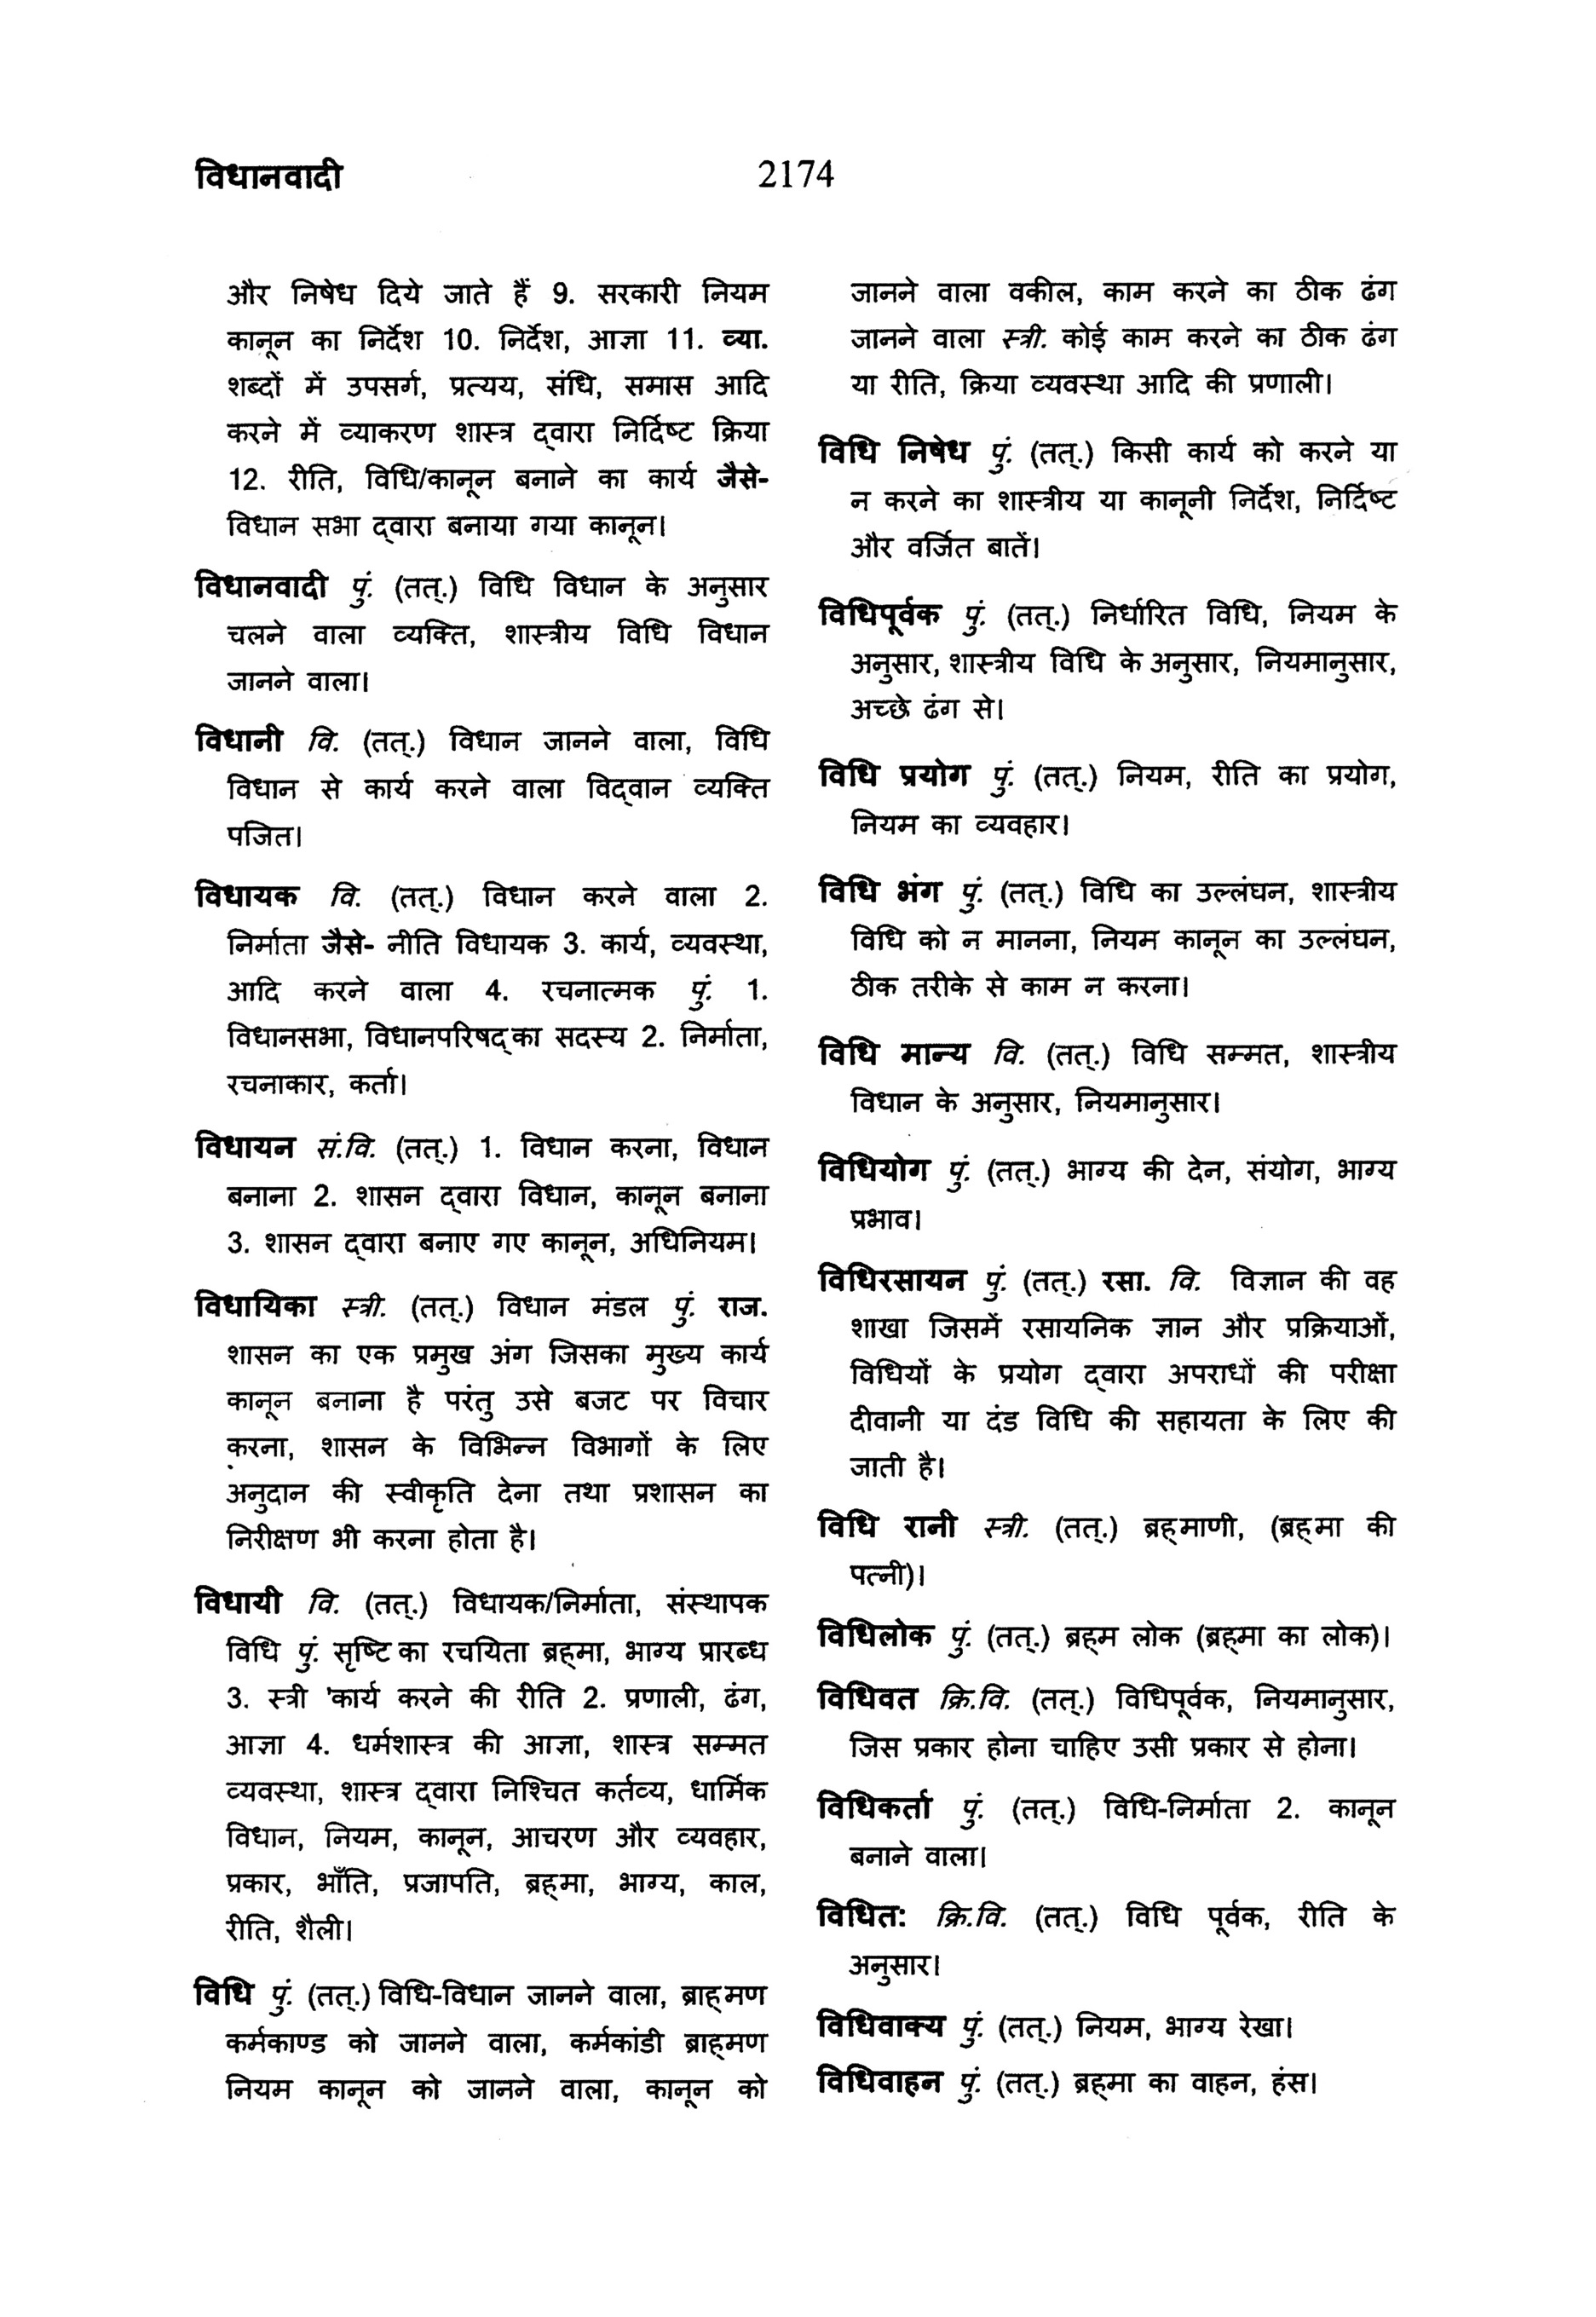 विधानवादी
2174
और निषेध दिये जाते हैं 9. सरकारी नियम
कानून का निर्देश 10. निर्देश, आज्ञा 11. व्या.
शब्दों में उपसर्ग, प्रत्यय, संधि, समास आदि
करने में व्याकरण शास्त्र द्वारा निर्दिष्ट क्रिया
12. रीति, विधि/कानून बनाने का कार्य जैसे-
विधान सभा द्वारा बनाया गया कानून।
विधानवादी पुं. (तत्.) विधि विधान के अनुसार
चलने वाला व्यक्ति, शास्त्रीय विधि विधान
जानने वाला।
विधानी वि. (तत्.) विधान जानने वाला, विधि
विधान से कार्य करने वाला विद्वान व्यक्ति
पजित।
विधायक वि. (तत्.) विधान करने वाला 2.
निर्माता जैसे- नीति विधायक 3. कार्य, व्यवस्था,
आदि करने वाला 4. रचनात्मक पुं. 1.
विधानसभा, विधानपरिषद् का सदस्य 2. निर्माता,
रचनाकार, कर्ता।
विधायन सं.वि. (तत्.) 1. विधान करना, विधान
बनाना 2. शासन द्वारा विधान, कानून बनाना
3. शासन द्वारा बनाए गए कानून, अधिनियम।
विधायिका स्त्री. (तत्.) विधान मंडल पुं. राज.
शासन का एक प्रमुख अंग जिसका मुख्य कार्य
कानून बनाना है परंतु उसे बजट पर विचार
करना, शासन के विभिन्न विभागों के लिए
अनुदान की स्वीकृति देना तथा प्रशासन का
निरीक्षण भी करना होता है।
विधायी वि. (तत्.) विधायक/निर्माता, संस्थापक
विधि पुं. सृष्टि का रचयिता ब्रह्मा, भाग्य प्रारब्ध
3. स्त्री 'कार्य करने की रीति 2. प्रणाली, ढंग,
आज्ञा 4. धर्मशास्त्र की आज्ञा, शास्त्र सम्मत
व्यवस्था, शास्त्र द्वारा निश्चित कर्तव्य, धार्मिक
विधान, नियम, कानून, आचरण और व्यवहार,
प्रकार, भाँति, प्रजापति, ब्रह्मा, भाग्य, काल,
रीति, शैली।
विधि पुं. (तत्.) विधि-विधान जानने वाला, ब्राह्मण
कर्मकाण्ड को जानने वाला, कर्मकांडी ब्राह्मण
नियम कानून को जानने वाला, कानून को
जानने वाला वकील, काम करने का ठीक ढंग
जानने वाला स्त्री. कोई काम करने का ठीक ढंग
या रीति, क्रिया व्यवस्था आदि की प्रणाली।
विधि निषेध पुं. (तत्.) किसी कार्य को करने या
न करने का शास्त्रीय या कानूनी निर्देश, निर्दिष्ट
और वर्जित बातें।
विधिपूर्वक पुं. (तत्.) निर्धारित विधि, नियम के
अनुसार, शास्त्रीय विधि के अनुसार, नियमानुसार,
अच्छे ढंग से।
विधि प्रयोग पुं. (तत्.) नियम, रीति का प्रयोग,
नियम का व्यवहार।
विधि भंग पुं. (तत्.) विधि का उल्लंघन, शास्त्रीय
विधि को न मानना, नियम कानून का उल्लंघन,
ठीक तरीके से काम न करना।
विधि मान्य वि. (तत्.) विधि सम्मत, शास्त्रीय
विधान के अनुसार, नियमानुसार।
विधियोग पुं. (तत्.) भाग्य की देन, संयोग, भाग्य
प्रभाव।
विधिरसायन पुं. (तत्.) रसा. वि. विज्ञान की वह
शाखा जिसमें रसायनिक ज्ञान और प्रक्रियाओं,
विधियों के प्रयोग द्वारा अपराधों की परीक्षा
दीवानी या दंड विधि की सहायता के लिए की
जाती है।
विधि रानी स्त्री. (तत्.) ब्रह्माणी, (ब्रह्मा की
पत्नी)।
विधिलोक पुं. (तत्.) ब्रह्म लोक (ब्रह्मा का लोक)।
विधिवत क्रि.वि. (तत्.) विधिपूर्वक, नियमानुसार,
जिस प्रकार होना चाहिए उसी प्रकार से होना।
विधिकर्ता पुं. (तत्.) विधि-निर्माता 2. कानून
बनाने वाला।
विधित: क्रि.वि. (तत्.) विधि पूर्वक, रीति के
अनुसार।
विधिवाक्य पुं. (तत्.) नियम, भाग्य रेखा।
विधिवाहन पुं. (तत्.) ब्रह्मा का वाहन, हंस।